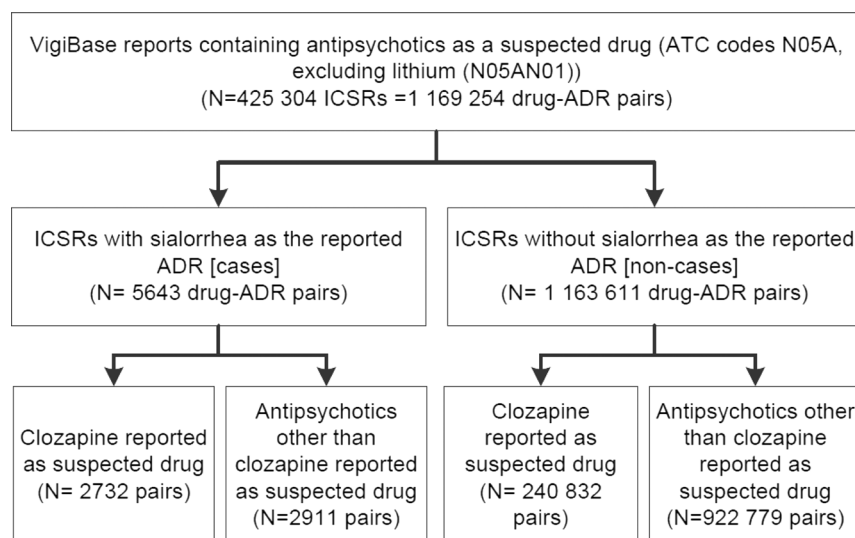 VigiBase reports containing antipsychotics as a suspected drug (ATC codes N05A,
excluding lithium (N05AN01))
(N=425 304 ICSRs =1 169 254 drug-ADR pairs)
ICSRs with sialorrhea as the reported
ADR [cases]
(N= 5643 drug-ADR pairs)
ICSRs without sialorrhea as the reported
ADR [non-cases]
(N= 1 163 611 drug-ADR pairs)
Clozapine reported
as suspected drug
(N= 2732 pairs)
Antipsychotics
other than
clozapine reported
as suspected drug
(N=2911 pairs)
Clozapine
reported as
suspected drug
(N= 240 832
pairs)
Antipsychotics other
than clozapine
reported as
suspected drug
(N=922 779 pairs)